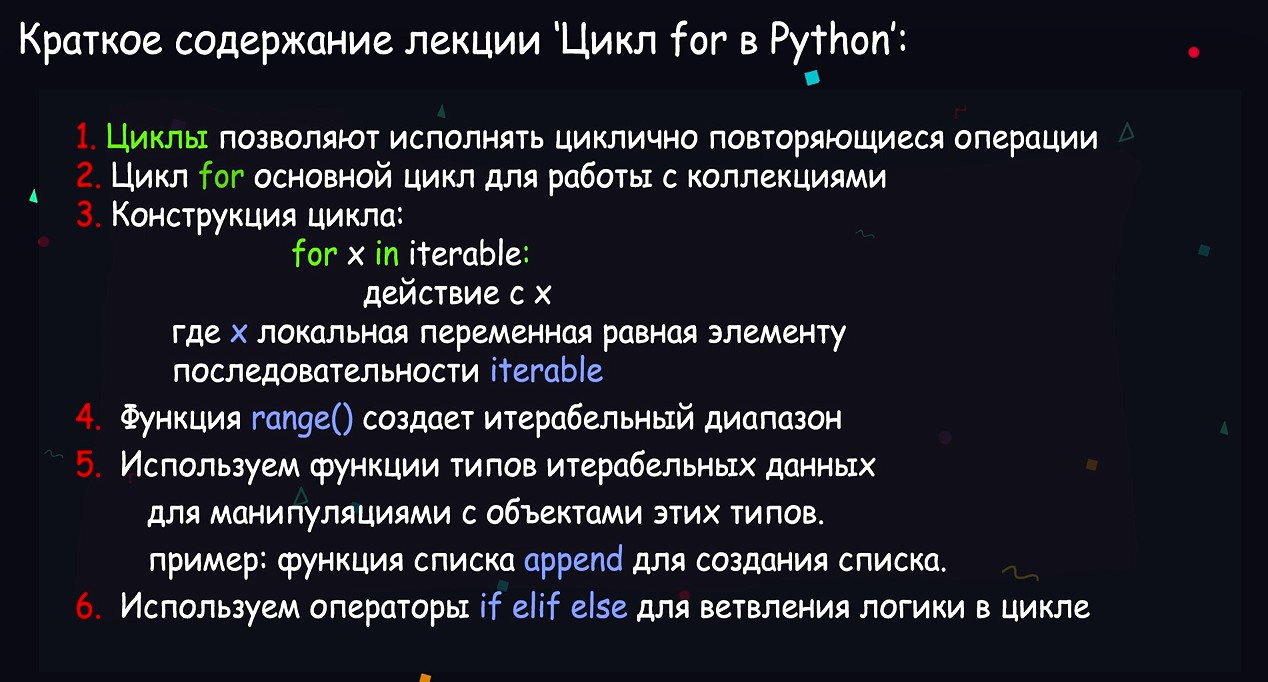 Краткое содержание лекции ‘Цикл for в Python’:
1. Циклы позволяют исполнять циклично повторяющиеся операции
2. Цикл for основной цикл для работы с коллекциями
3. Конструкция цикла:
for x in iterable:
действие с x
где x локальная переменная равная элементу
последовательности iterable
4. Функция range() создает итерабельный диапазон
5. Используем функции типов итерабельных данных
для манипуляциями с объектами этих типов.
пример: функция списка append для создания списка.
6. Используем операторы if elif else для ветвления логики в цикле